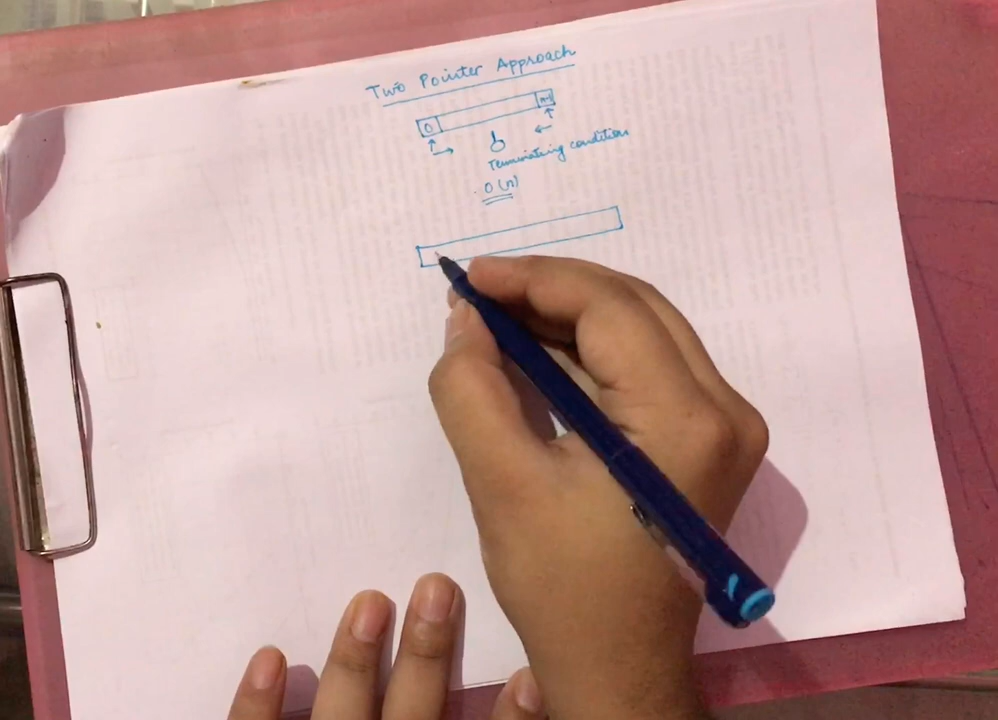 Two Pointer Approach
0 n-1
Terminating condition
O(n)